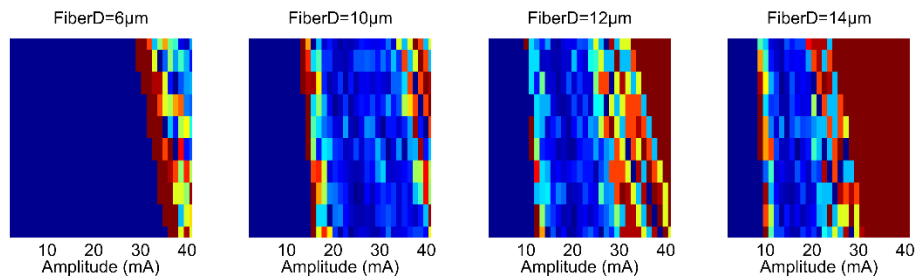 FiberD=6μm FiberD=10μm FiberD=12μm FiberD=14μm
10 20 30 40 10 20 30 40 10 20 30 40 10 20 30 40
Amplitude (mA) Amplitude (mA) Amplitude (mA) Amplitude (mA)